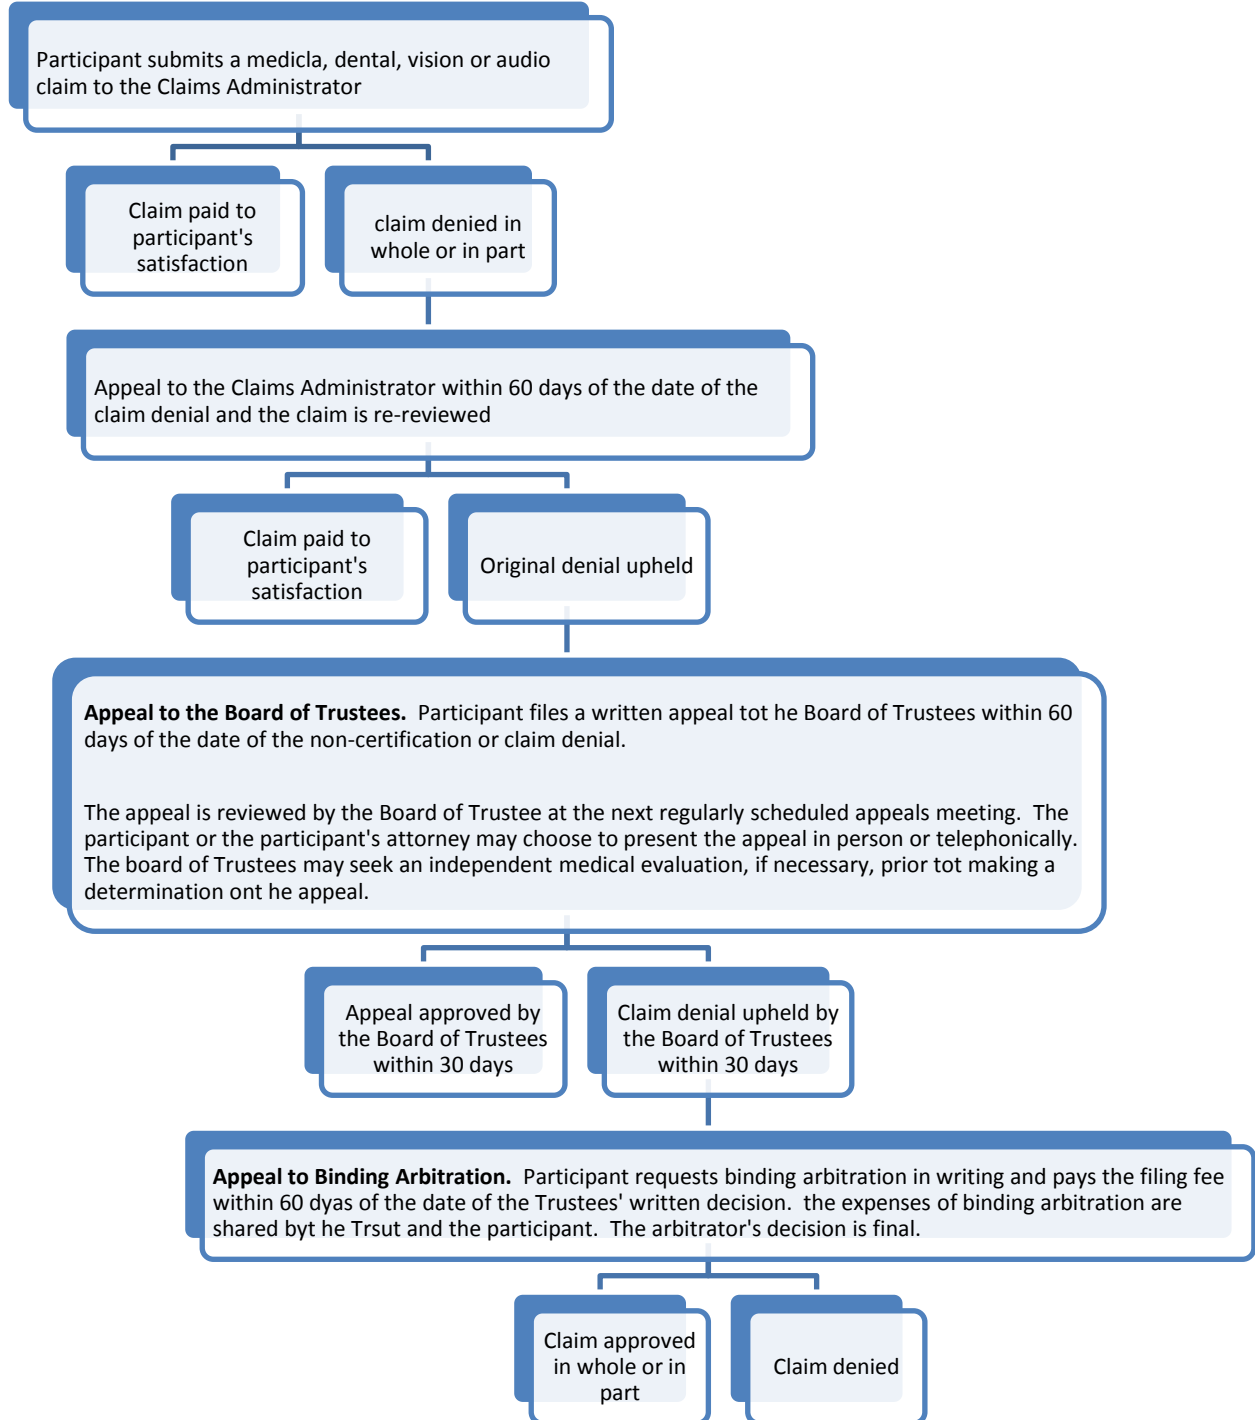 Participant submits a medicla, dental, vision or audio
claim to the Claims Administrator
Claim paid to
participant's
satisfaction
claim denied in
whole or in part
Appeal to the Claims Administrator within 60 days of the date of the
claim denial and the claim is re-reviewed
Claim paid to
participant's
satisfaction
Original denial upheld
Appeal to the Board of Trustees.  Participant files a written appeal tot he Board of Trustees within 60
days of the date of the non-certification or claim denial.
The appeal is reviewed by the Board of Trustee at the next regularly scheduled appeals meeting.  The
participant or the participant's attorney may choose to present the appeal in person or telephonically.
The board of Trustees may seek an independent medical evaluation, if necessary, prior tot making a
determination ont he appeal.
Appeal approved by
the Board of Trustees
within 30 days
Claim denial upheld by
the Board of Trustees
within 30 days
Appeal to Binding Arbitration.  Participant requests binding arbitration in writing and pays the filing fee
within 60 dyas of the date of the Trustees' written decision.  the expenses of binding arbitration are
shared byt he Trsut and the participant.  The arbitrator's decision is final.
Claim approved
in whole or in
part
Claim denied